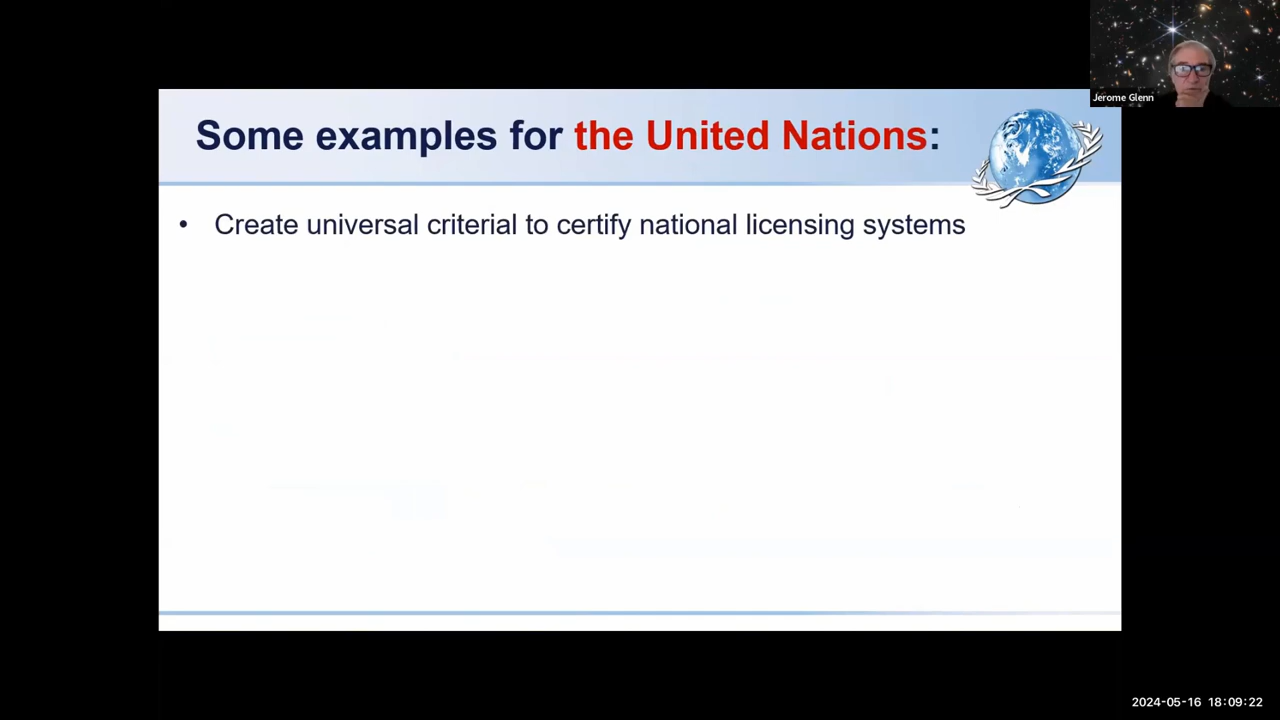 Jerome Glenn
Some examples for the United Nations:
• Create universal criterial to certify national licensing systems
2024-05-16 18:09:22